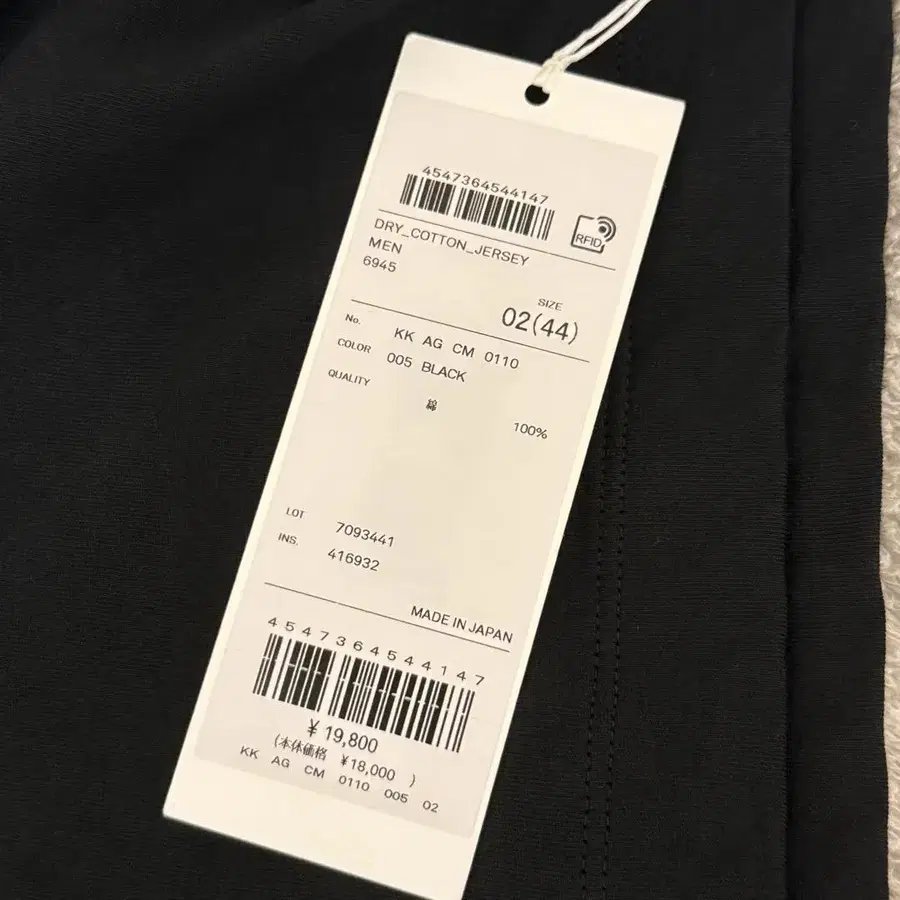 4547364544147
RFID
DRY_COTTON_JERSEY
MEN
6945
SIZE
02(44)
No. KK AG CM 0110
COLOR 005 BLACK
QUALITY
綿 100%
LOT 7093441
INS. 416932
MADE IN JAPAN
4547364544147
¥ 19,800
(本体価格 ¥18,000 )
KK AG CM 0110 005 02